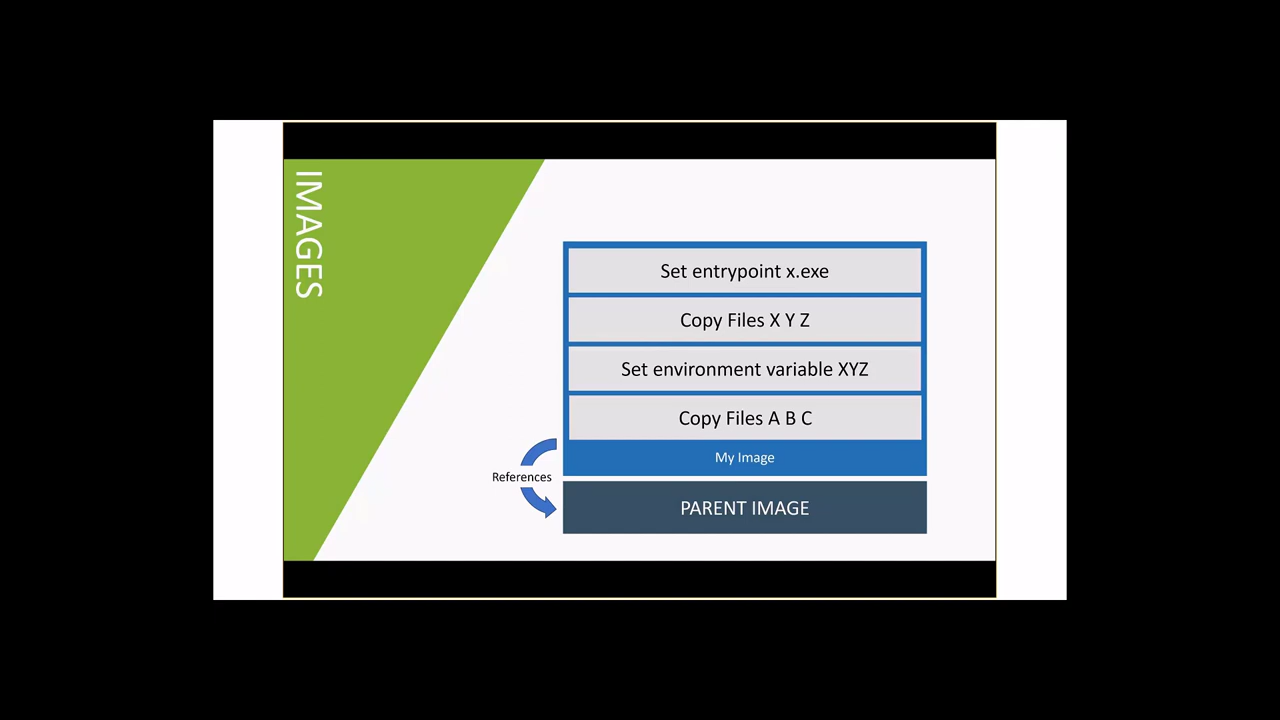 IMAGES
Set entrypoint x.exe
Copy Files X Y Z
Set environment variable XYZ
Copy Files A B C
My Image
References
PARENT IMAGE